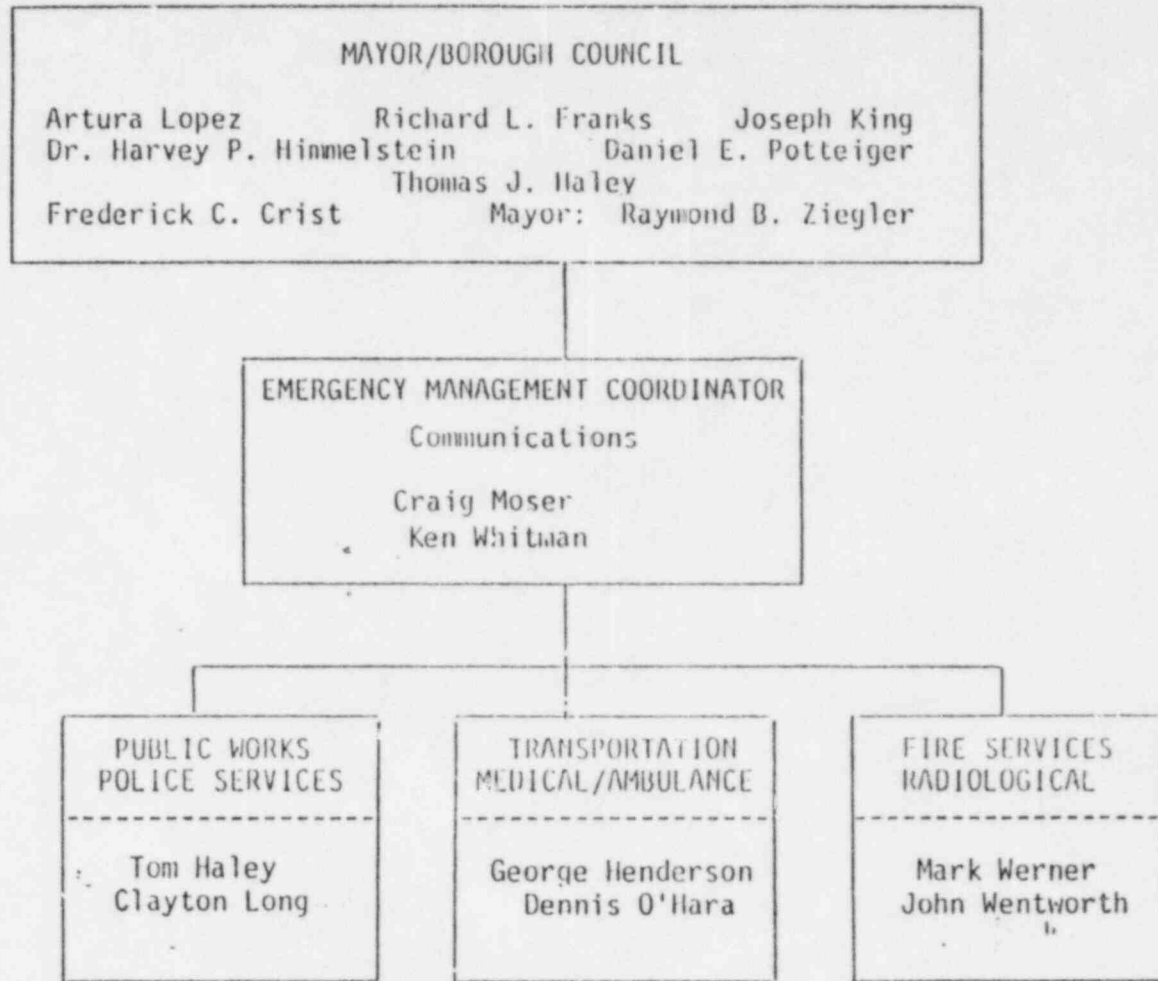 MAYOR/BOROUGH COUNCIL
Artura Lopez Richard L. Franks Joseph King
Dr. Harvey P. Himmelstein Daniel E. Potteiger
Thomas J. Haley
Frederick C. Crist Mayor: Raymond B. Ziegler
EMERGENCY MANAGEMENT COORDINATOR
Communications
Craig Moser
Ken Whitman
PUBLIC WORKS
POLICE SERVICES
Tom Haley
Clayton Long
TRANSPORTATION
MEDICAL/AMBULANCE
George Henderson
Dennis O'Hara
FIRE SERVICES
RADIOLOGICAL
Mark Werner
John Wentworth